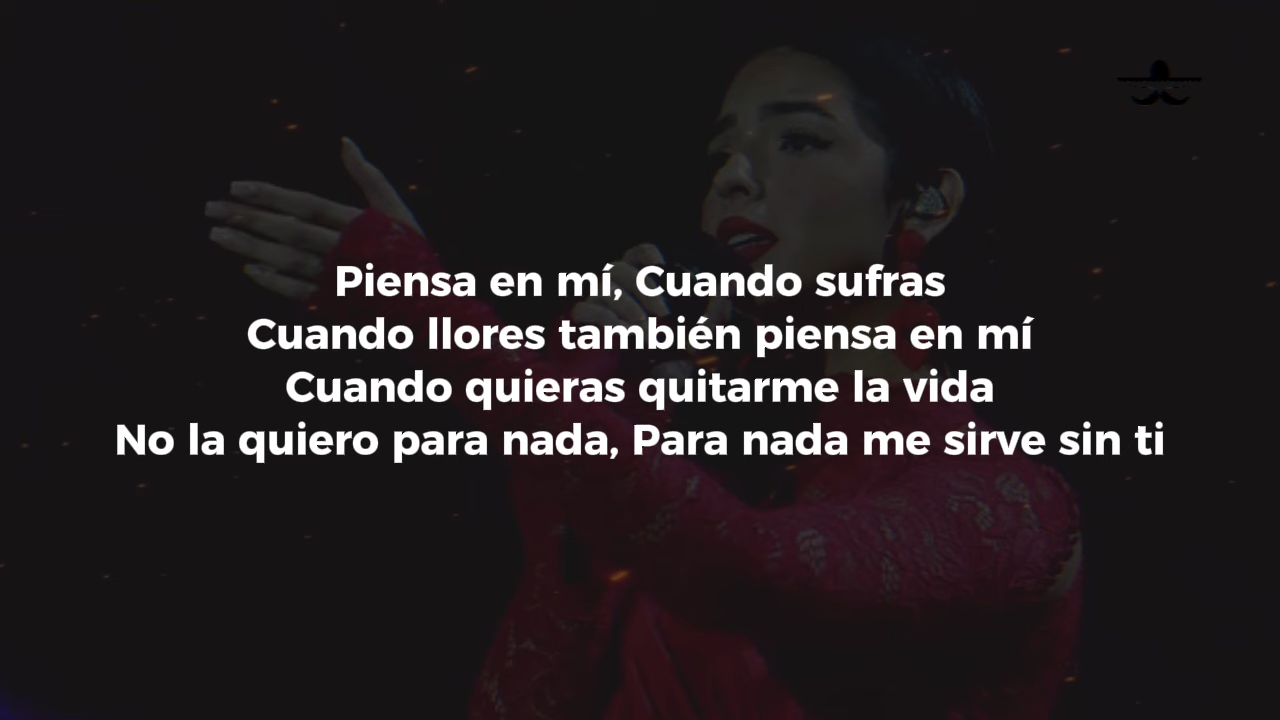 Piensa en mí, Cuando sufras
Cuando llores también piensa en mí
Cuando quieras quitarme la vida
No la quiero para nada, Para nada me sirve sin ti